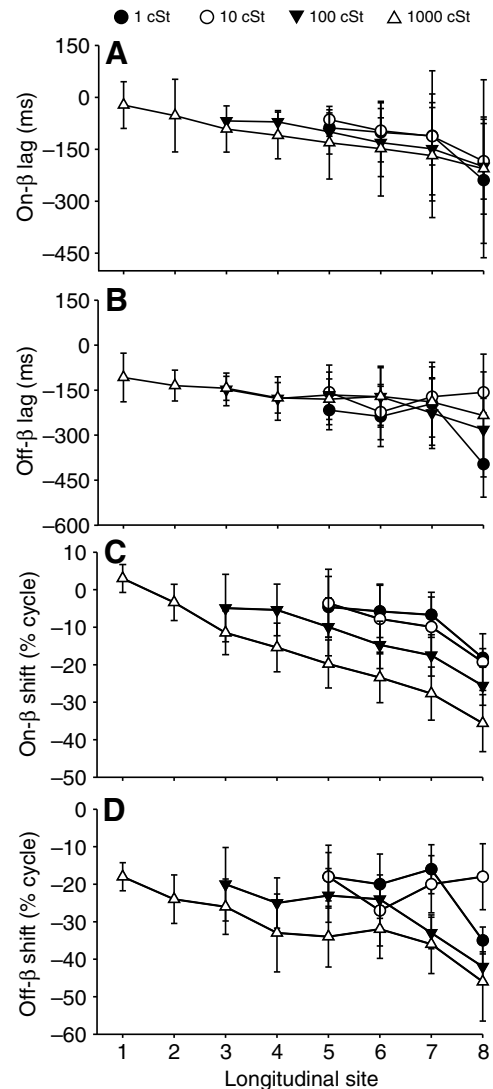 1 cSt 10 cSt 100 cSt 1000 cSt
A
150
0
–150
–300
–450
On-β lag (ms)
B
150
0
–150
–300
–450
–600
Off-β lag (ms)
C
10
0
–10
–20
–30
–40
–50
On-β shift (% cycle)
D
0
–10
–20
–30
–40
–50
–60
Off-β shift (% cycle)
1 2 3 4 5 6 7 8
Longitudinal site